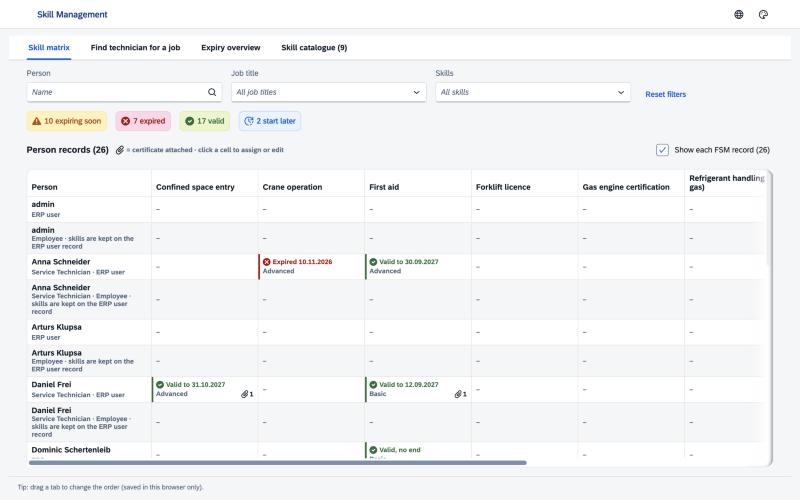 Skill Management
Skill matrix
Find technician for a job
Expiry overview
Skill catalogue (9)
Person
Job title
Skills
Name
All job titles
All skills
Reset filters
10 expiring soon
7 expired
17 valid
2 start later
Person records (26)
= certificate attached · click a cell to assign or edit
Show each FSM record (26)
Person
Confined space entry
Crane operation
First aid
Forklift licence
Gas engine certification
Refrigerant handling
gas)
admin
ERP user
–
–
–
–
–
–
admin
Employee · skills are kept on the
ERP user record
–
–
–
–
–
–
Anna Schneider
Service Technician · ERP user
–
Expired 10.11.2026
Advanced
Valid to 30.09.2027
Advanced
–
–
–
Anna Schneider
Service Technician · Employee ·
skills are kept on the ERP user
record
–
–
–
–
–
–
Arturs Klupsa
ERP user
–
–
–
–
–
–
Arturs Klupsa
Employee · skills are kept on the
ERP user record
–
–
–
–
–
–
Daniel Frei
Service Technician · ERP user
Valid to 31.10.2027
Advanced
1
–
Valid to 12.09.2027
Basic
1
–
–
–
Daniel Frei
Service Technician · Employee ·
skills are kept on the ERP user
record
–
–
–
–
–
–
Dominic Schertenleib
–
–
Valid, no end
–
–
–
Tip: drag a tab to change the order (saved in this browser only).